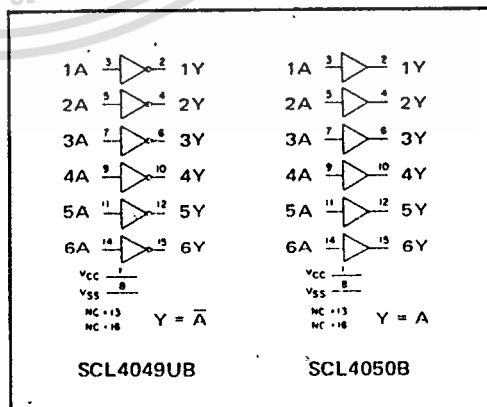 1A 3 2 1Y
2A 5 4 2Y
3A 7 6 3Y
4A 9 10 4Y
5A 11 12 5Y
6A 14 15 6Y
VCC 1
VSS 8
NC = 13
NC = 16
Y = A̅
SCL4049UB
1A 3 2 1Y
2A 5 4 2Y
3A 7 6 3Y
4A 9 10 4Y
5A 11 12 5Y
6A 14 15 6Y
VCC 1
VSS 8
NC = 13
NC = 16
Y = A
SCL4050B